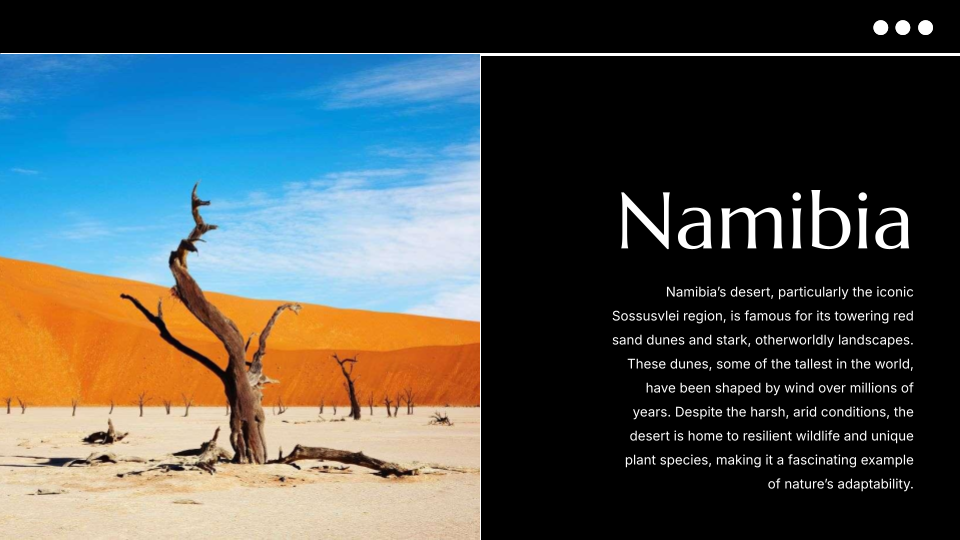 Namibia
Namibia’s desert, particularly the iconic
Sossusvlei region, is famous for its towering red
sand dunes and stark, otherworldly landscapes.
These dunes, some of the tallest in the world,
have been shaped by wind over millions of
years. Despite the harsh, arid conditions, the
desert is home to resilient wildlife and unique
plant species, making it a fascinating example
of nature’s adaptability.